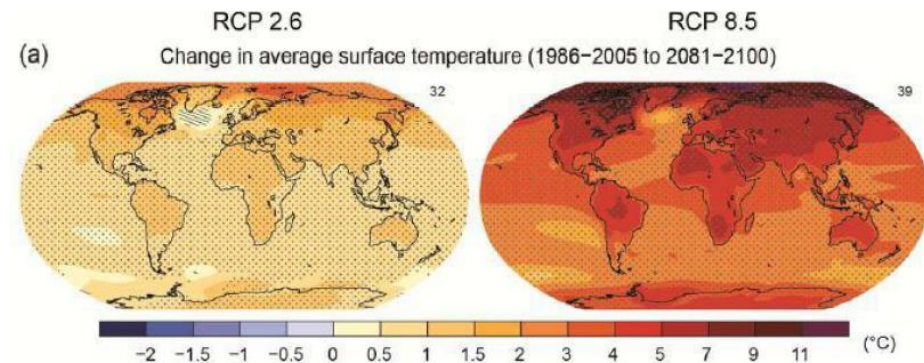 RCP 2.6 RCP 8.5
(a) Change in average surface temperature (1986−2005 to 2081−2100)
32 39
−2 −1.5 −1 −0.5 0 0.5 1 1.5 2 3 4 5 7 9 11 (°C)